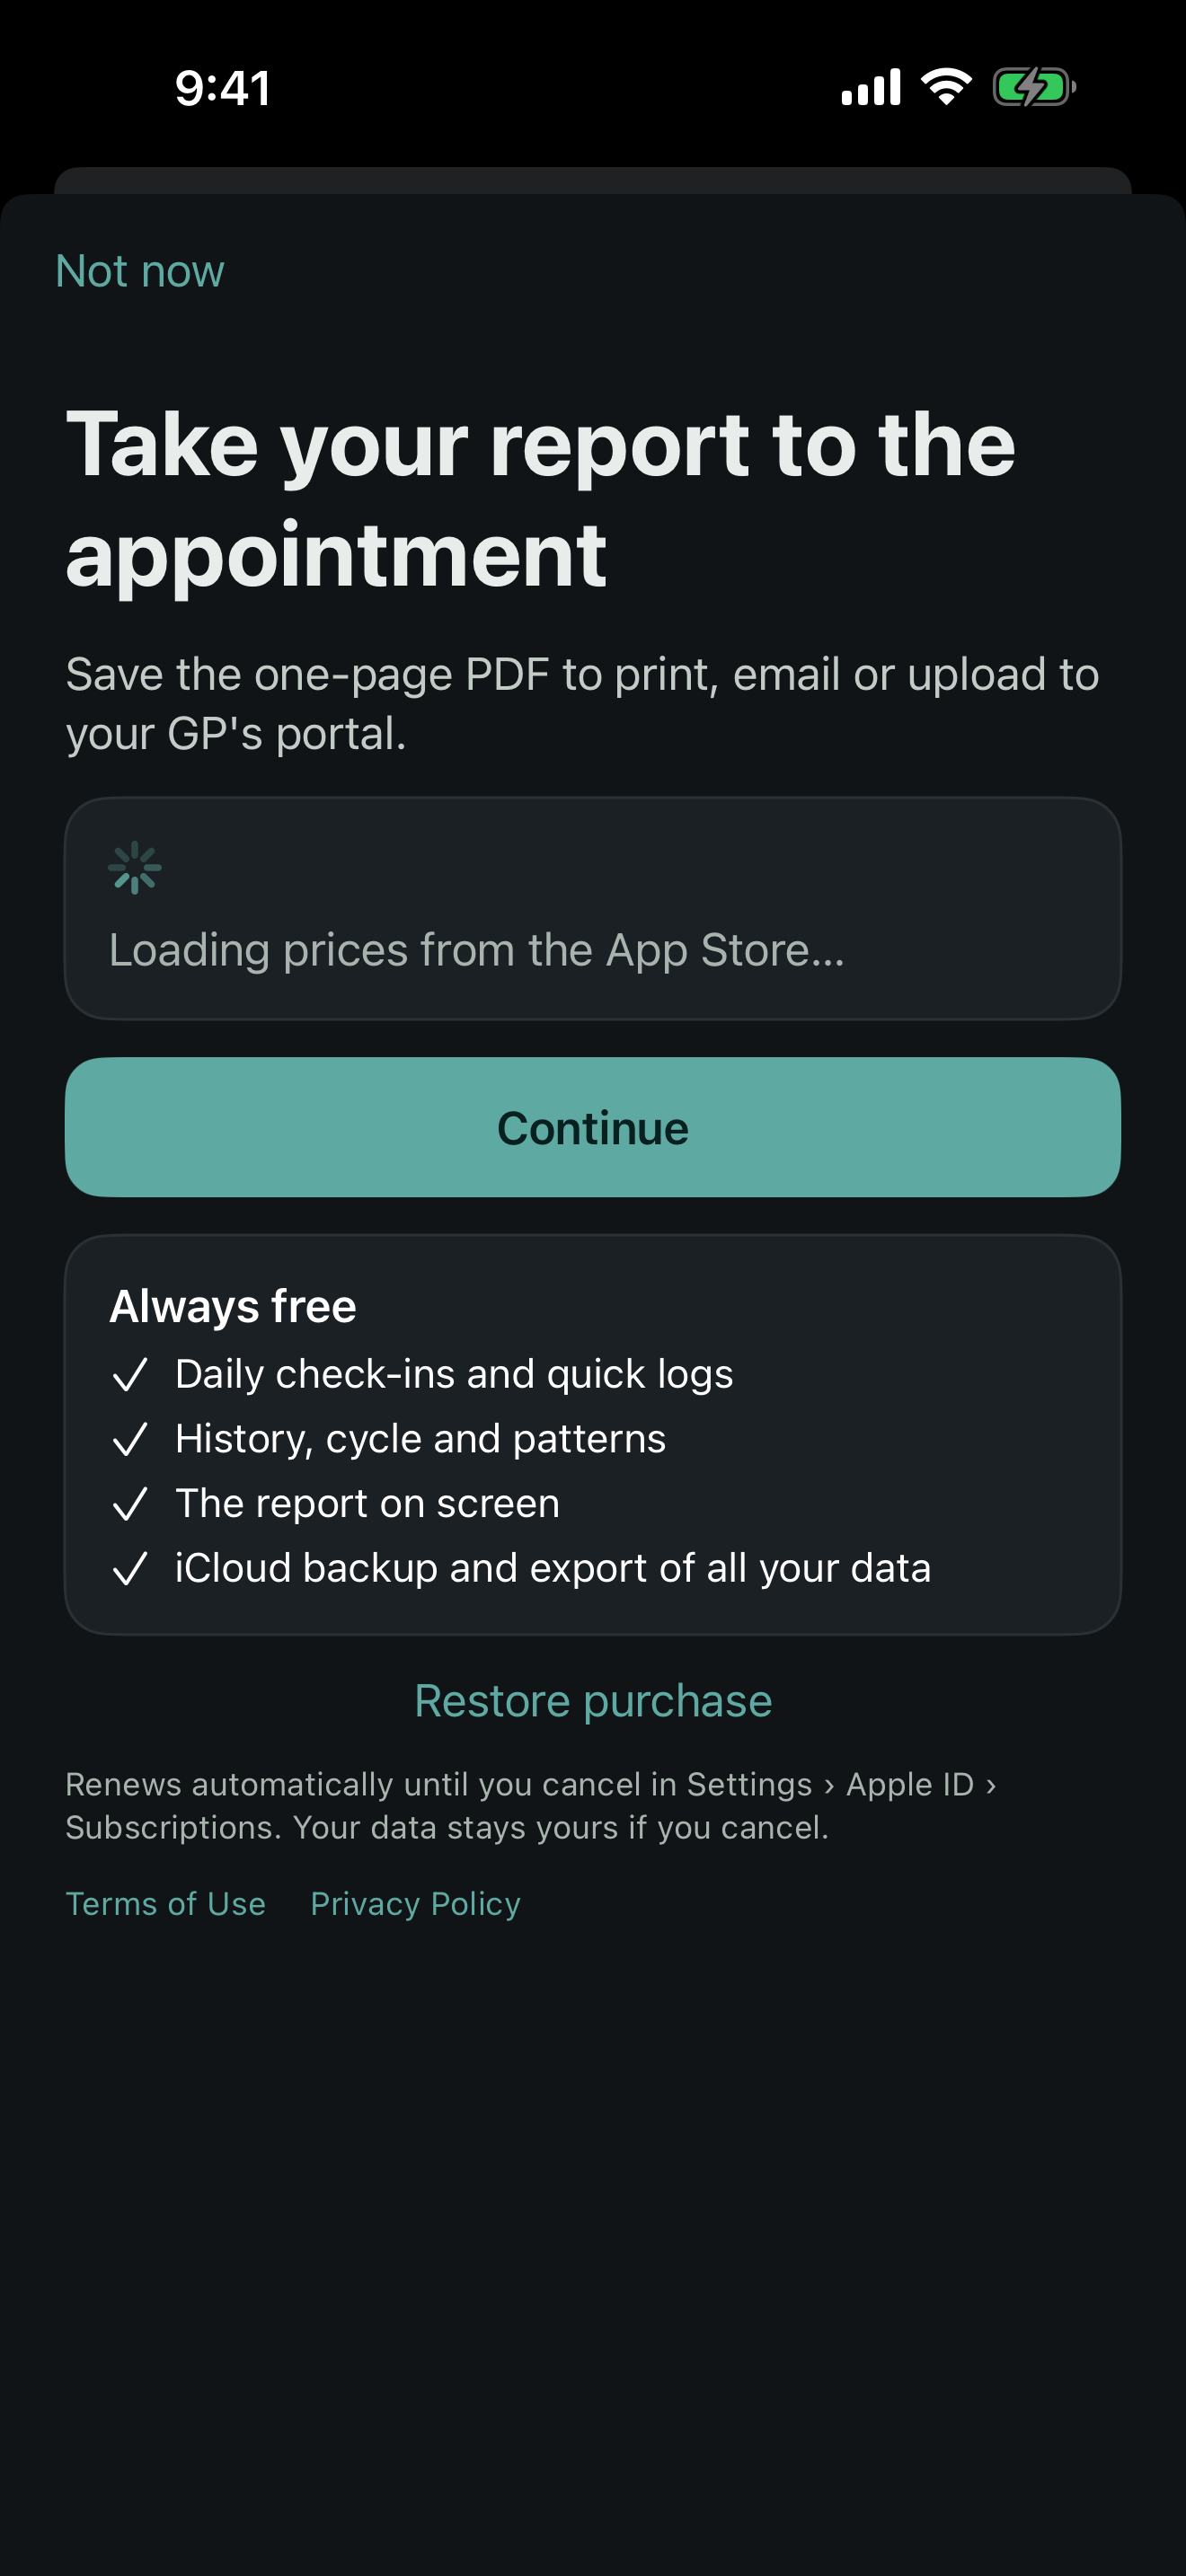 9:41
Not now
Take your report to the
appointment
Save the one-page PDF to print, email or upload to
your GP's portal.
Loading prices from the App Store...
Continue
Always free
Daily check-ins and quick logs
History, cycle and patterns
The report on screen
iCloud backup and export of all your data
Restore purchase
Renews automatically until you cancel in Settings › Apple ID ›
Subscriptions. Your data stays yours if you cancel.
Terms of Use Privacy Policy